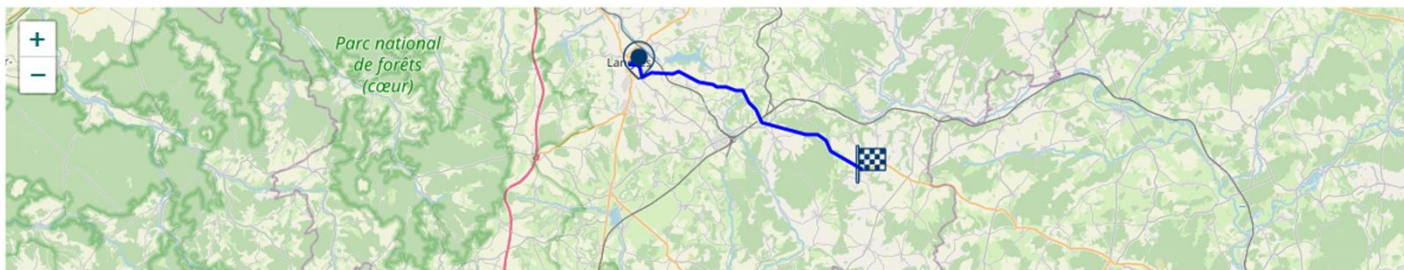 +
−
Parc national
de forêts
(cœur)